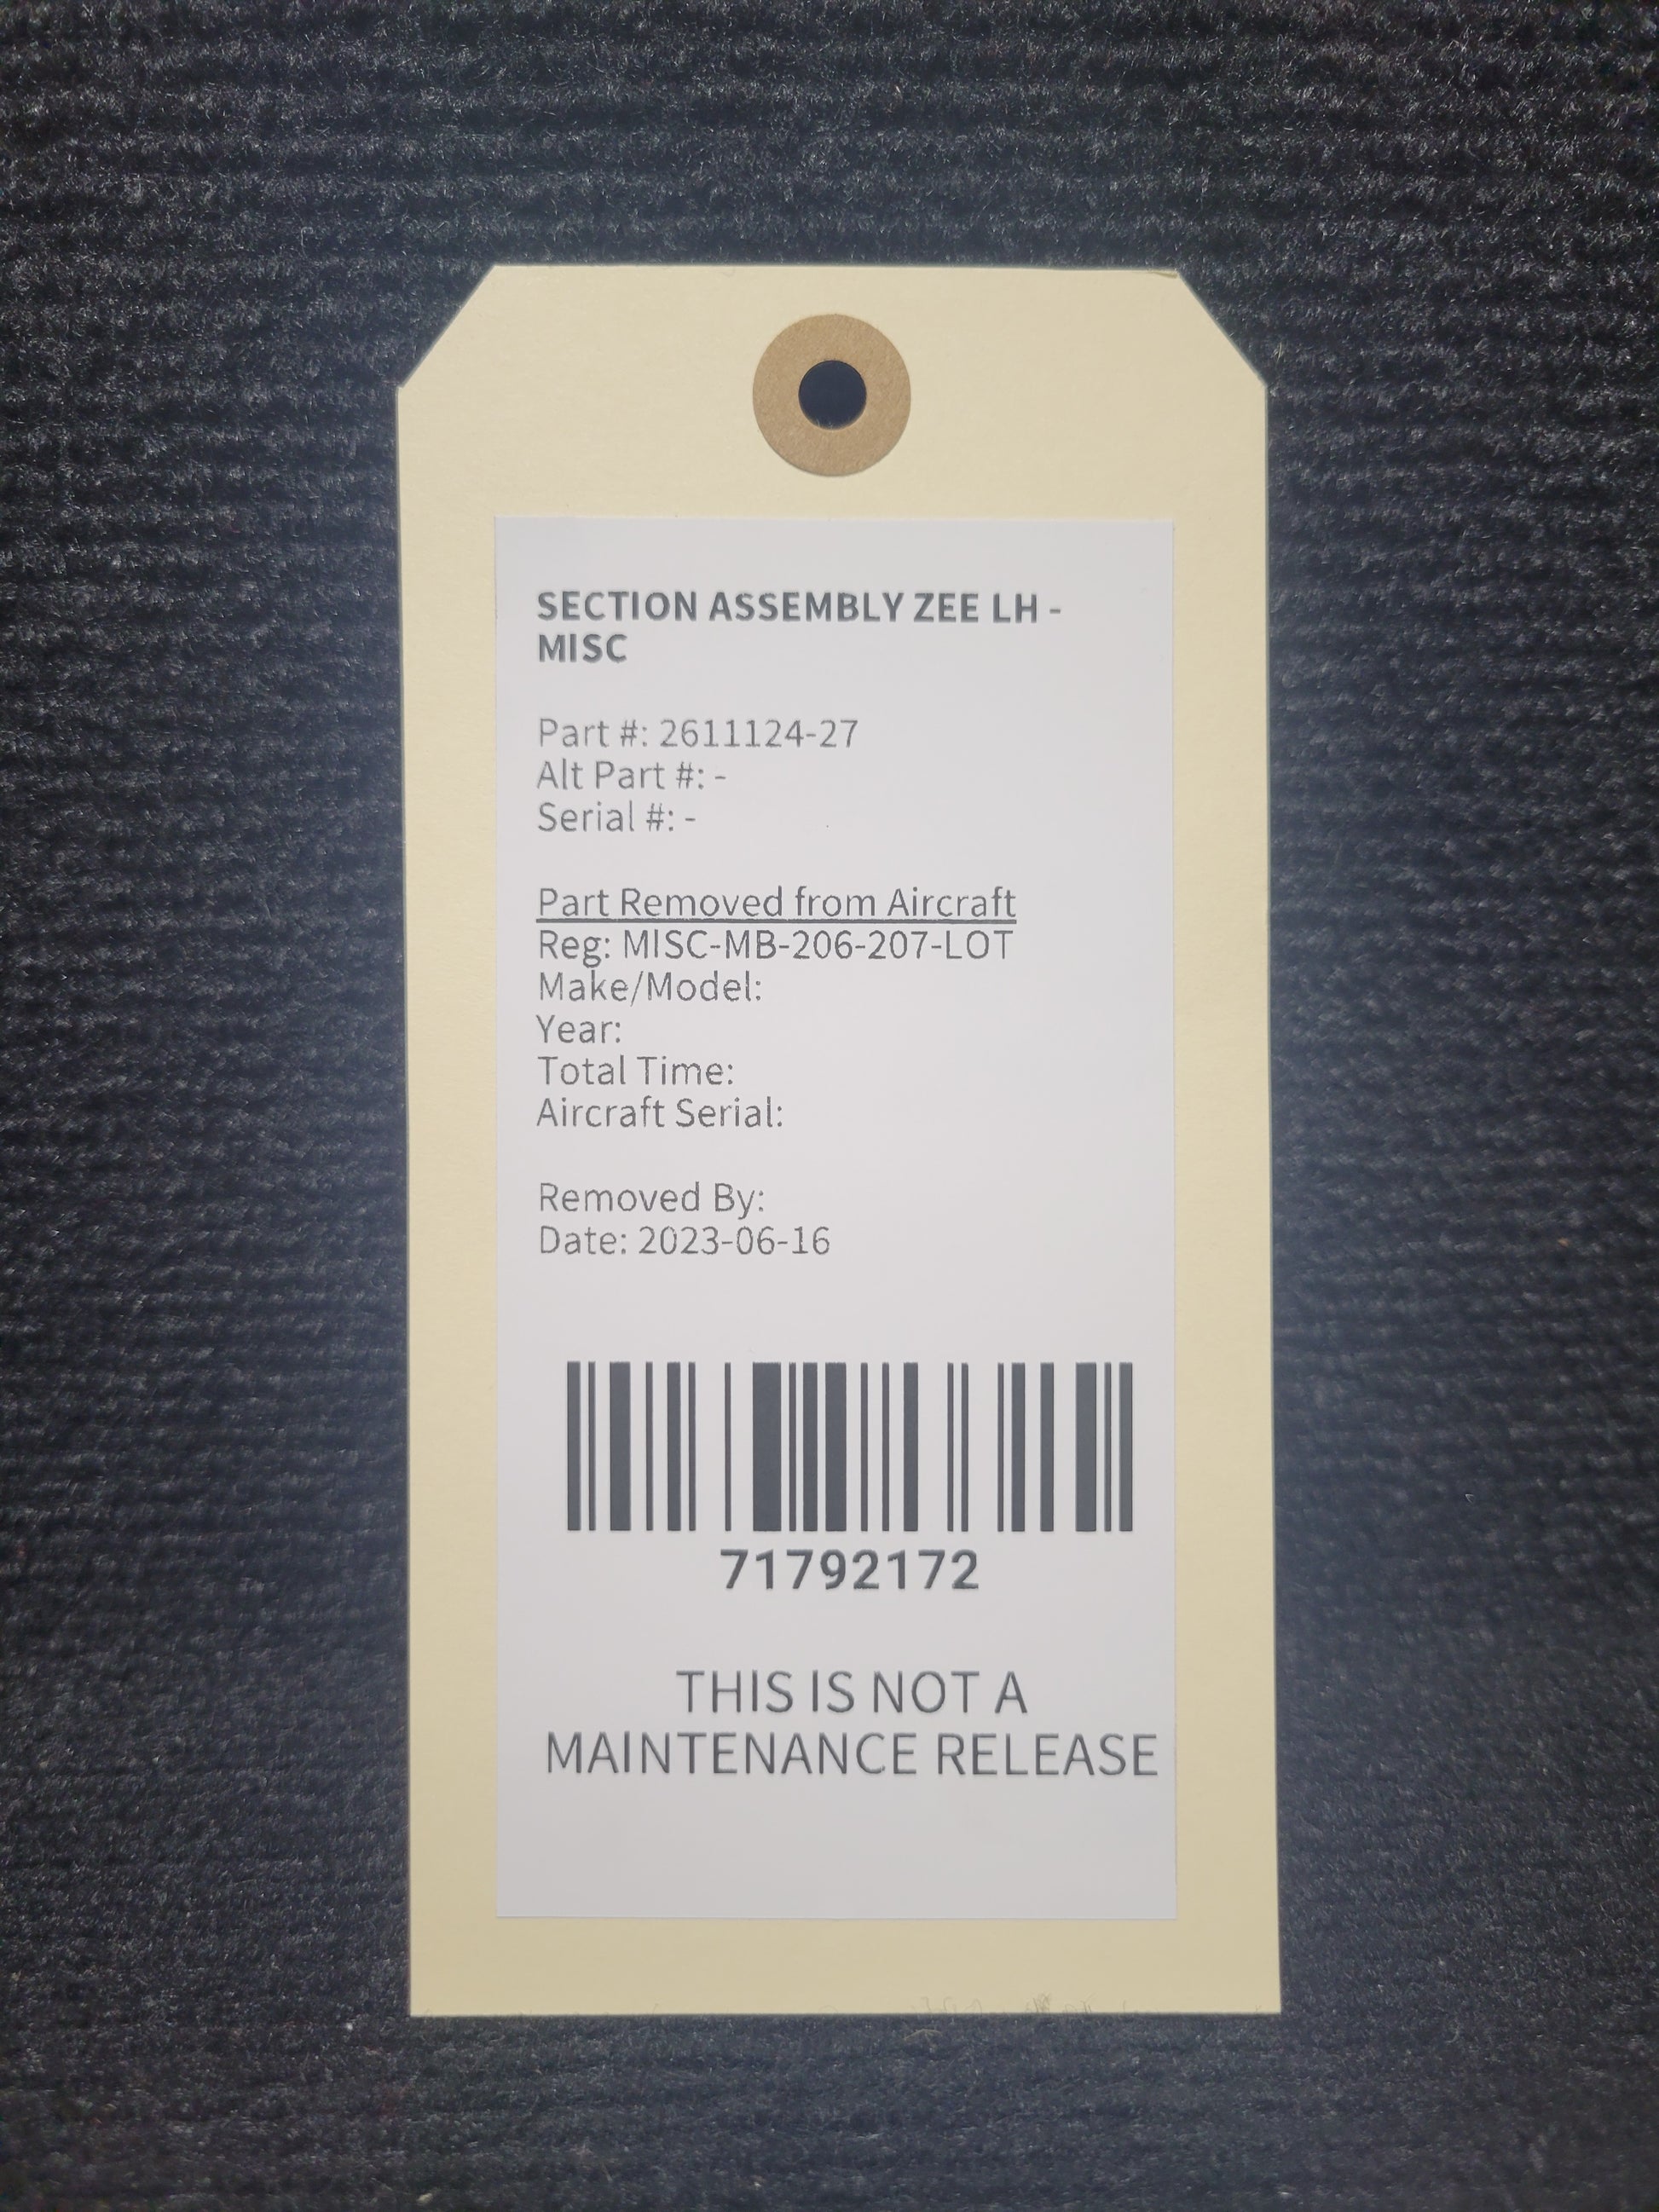 SECTION ASSEMBLY ZEE LH -
MISC
Part #: 2611124-27
Alt Part #: -
Serial #: -
Part Removed from Aircraft
Reg: MISC-MB-206-207-LOT
Make/Model:
Year:
Total Time:
Aircraft Serial:
Removed By:
Date: 2023-06-16
71792172
THIS IS NOT A
MAINTENANCE RELEASE